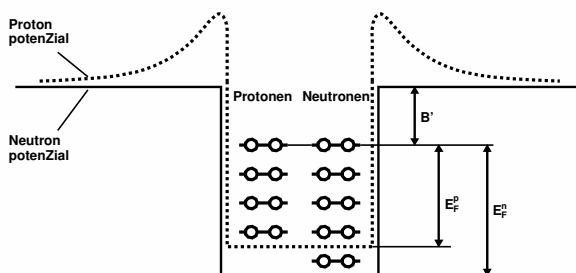 Proton
potenZial
Neutron
potenZial
Protonen Neutronen
B'
E_F^p
E_F^n